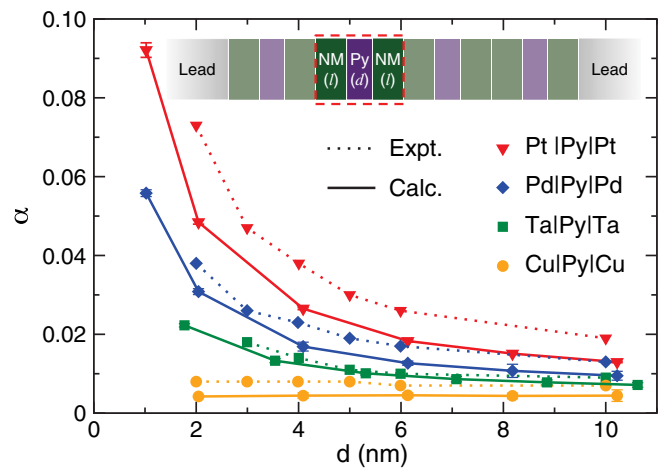 0.10
0.08
0.06
0.04
0.02
0
α
0
2
4
6
8
10
d (nm)
Lead
NM
(l)
Py
(d)
NM
(l)
Lead
Expt.
Calc.
Pt |Py|Pt
Pd|Py|Pd
Ta|Py|Ta
Cu|Py|Cu